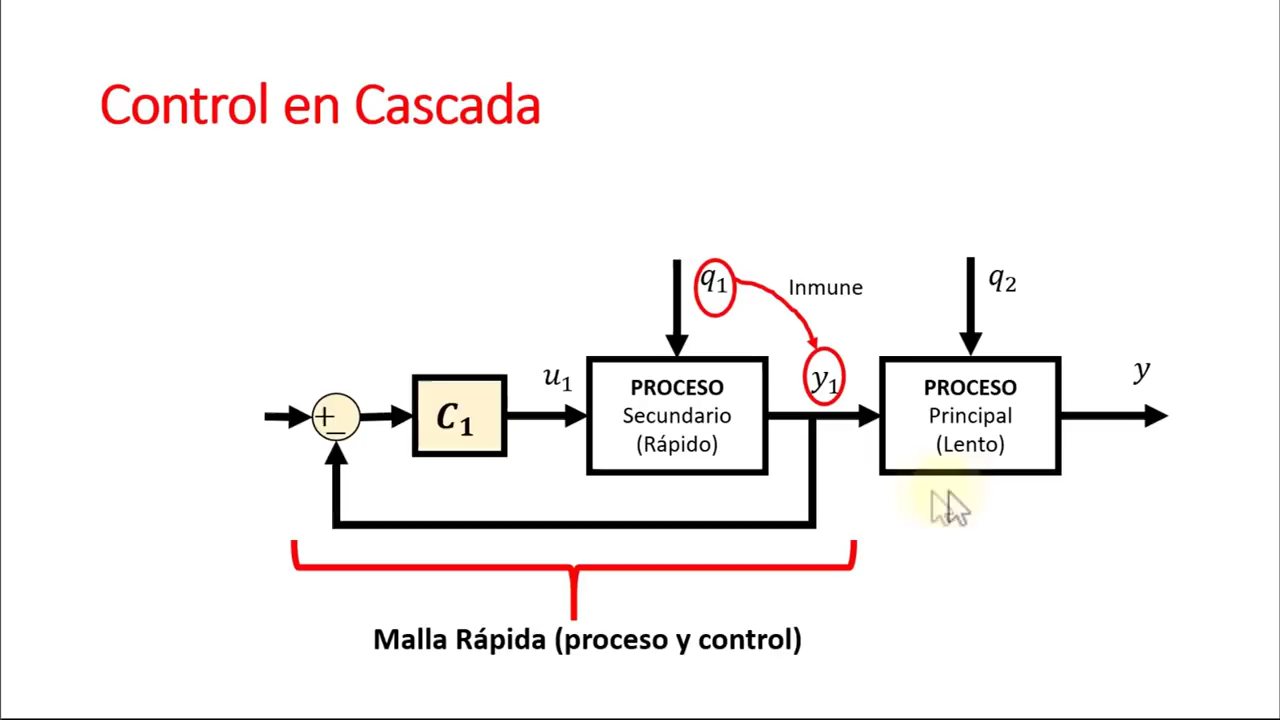 Control en Cascada
q₁
Inmune
q₂
+
−
C₁
u₁
PROCESO
Secundario
(Rápido)
y₁
PROCESO
Principal
(Lento)
y
Malla Rápida (proceso y control)